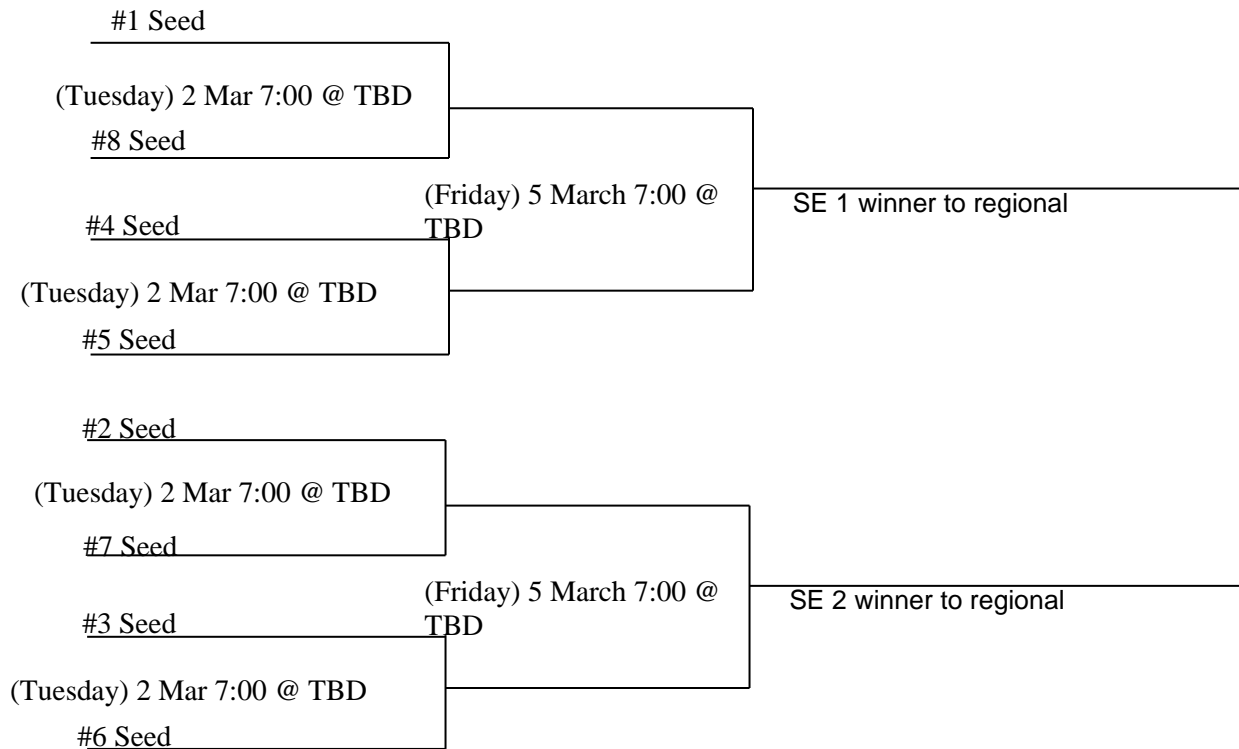 #1 Seed
(Tuesday) 2 Mar 7:00 @ TBD
#8 Seed
(Friday) 5 March 7:00 @
TBD
SE 1 winner to regional
#4 Seed
(Tuesday) 2 Mar 7:00 @ TBD
#5 Seed
#2 Seed
(Tuesday) 2 Mar 7:00 @ TBD
#7 Seed
(Friday) 5 March 7:00 @
TBD
SE 2 winner to regional
#3 Seed
(Tuesday) 2 Mar 7:00 @ TBD
#6 Seed